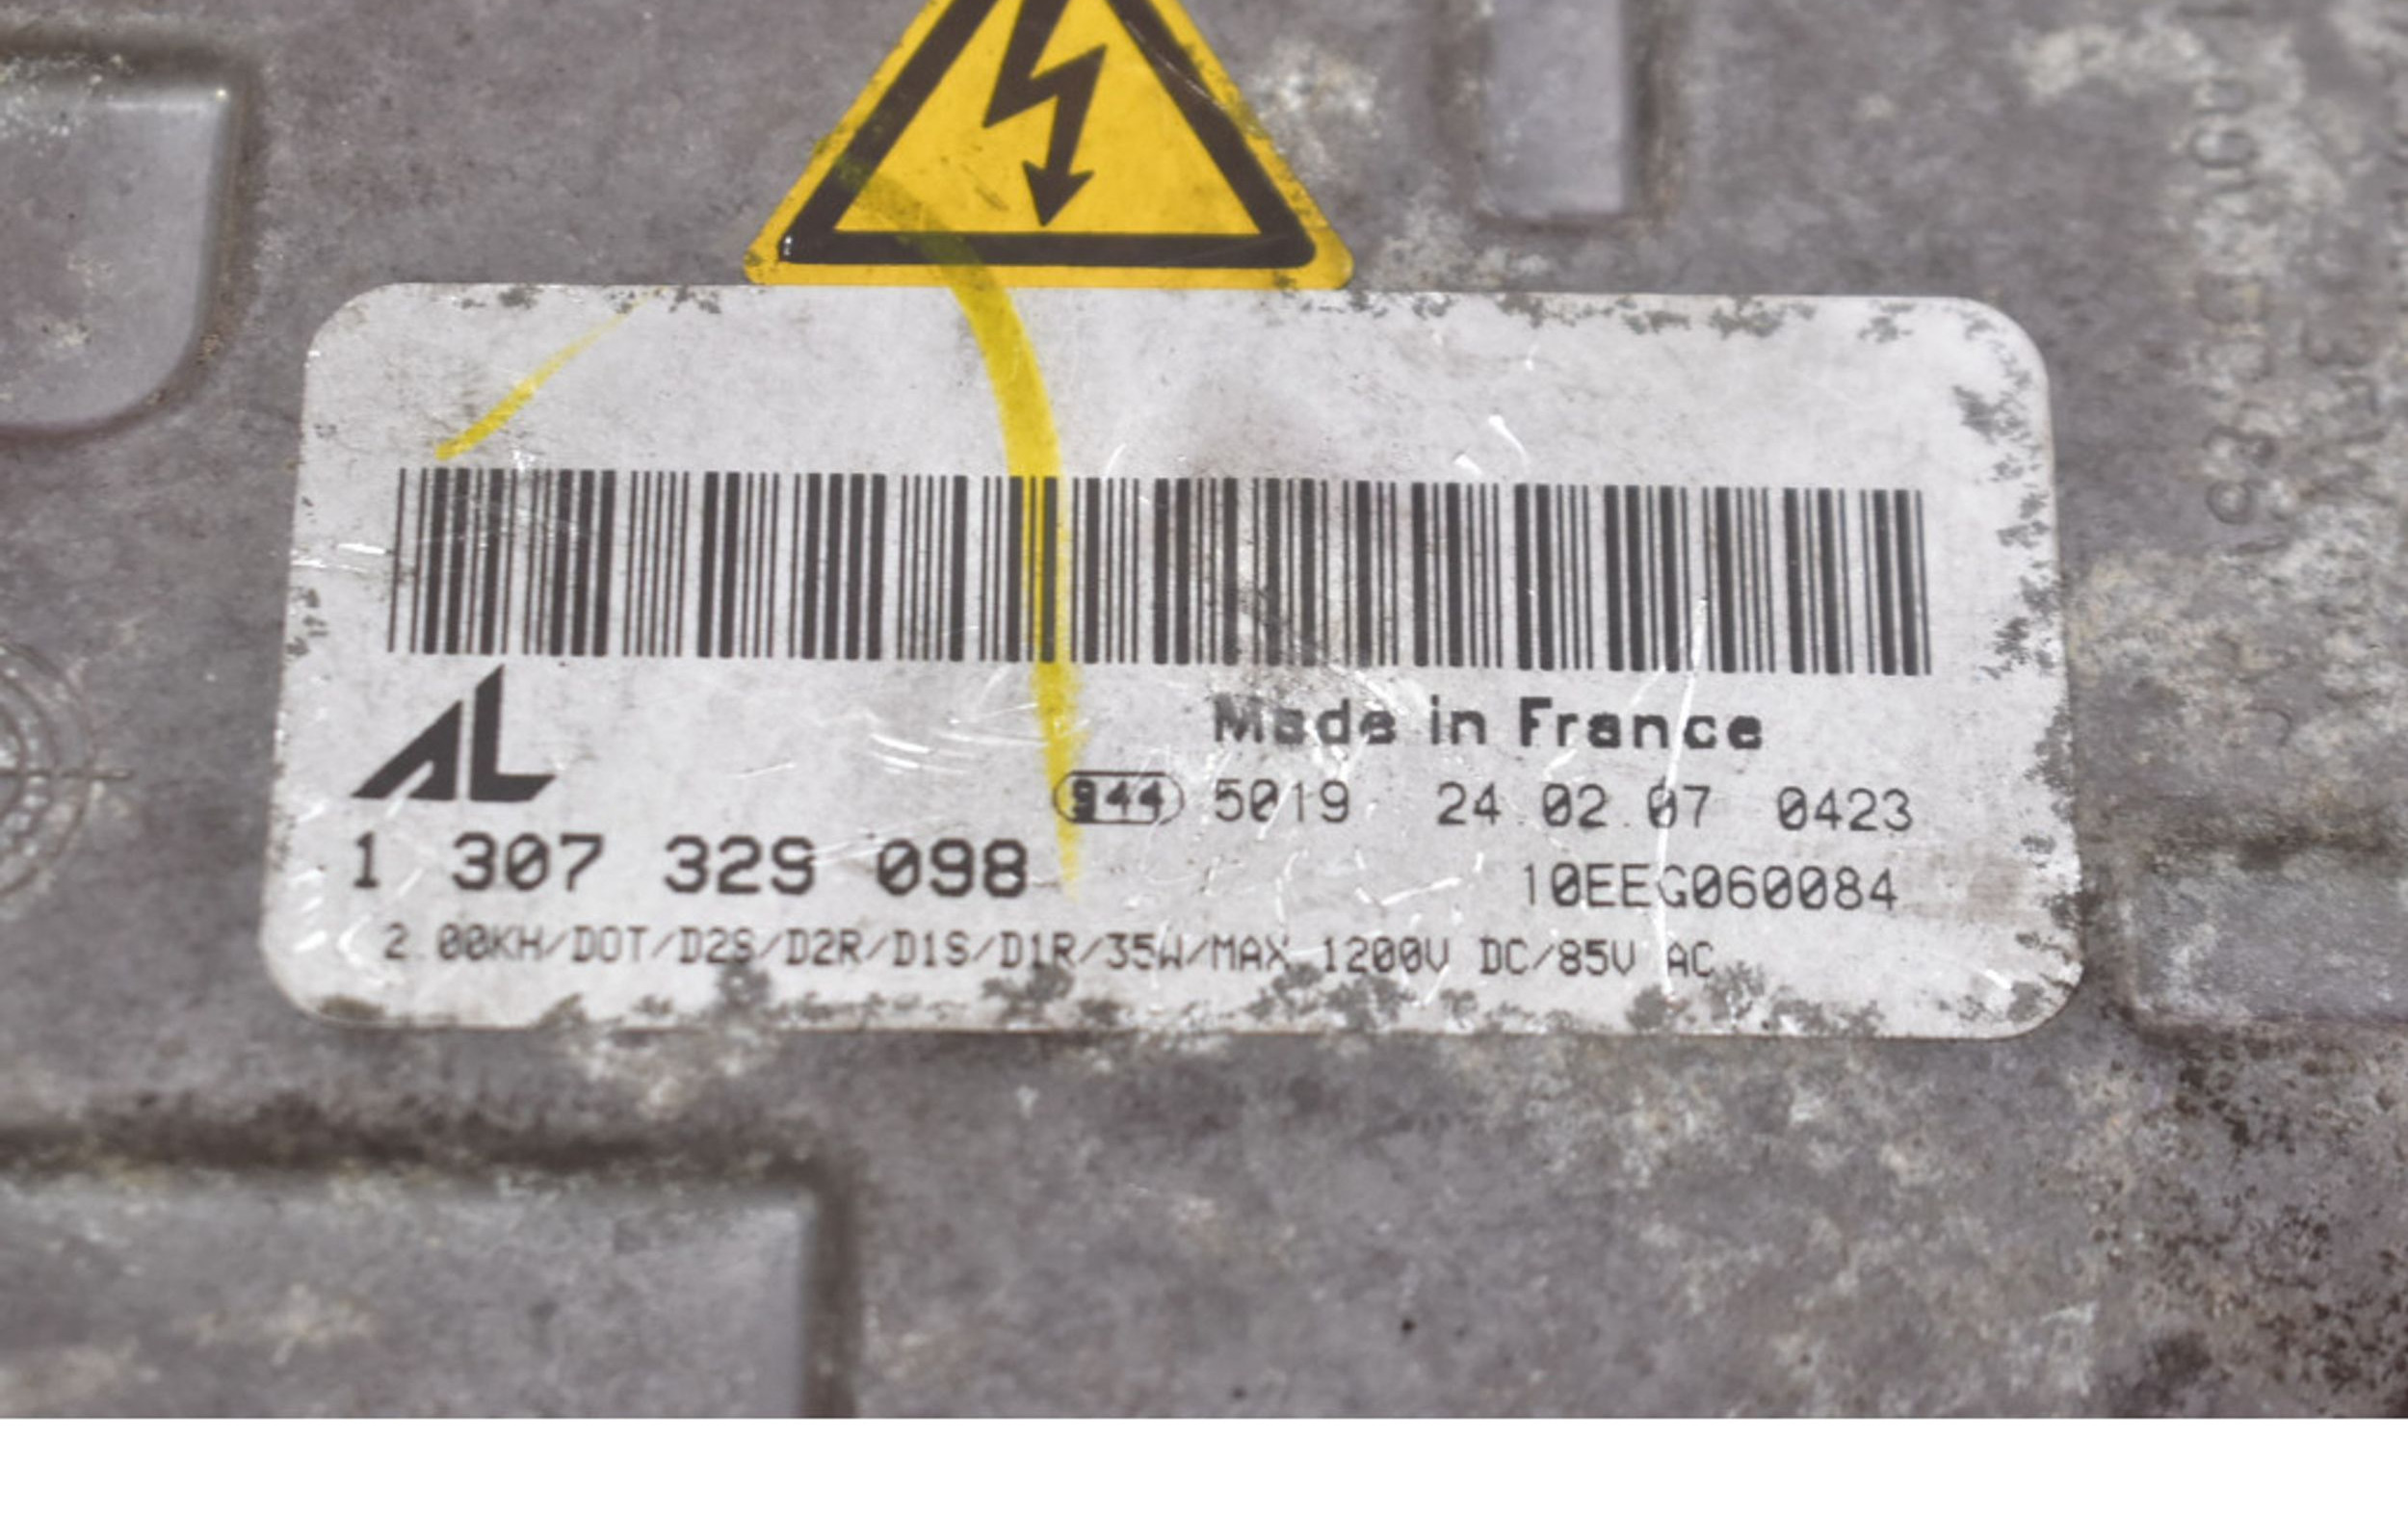 Made in France
AL
944 5019 24.02.07 0423
1 307 329 098
10EEG060084
2.00KH/DOT/D2S/D2R/D1S/D1R/35W/MAX 1200V DC/85V AC